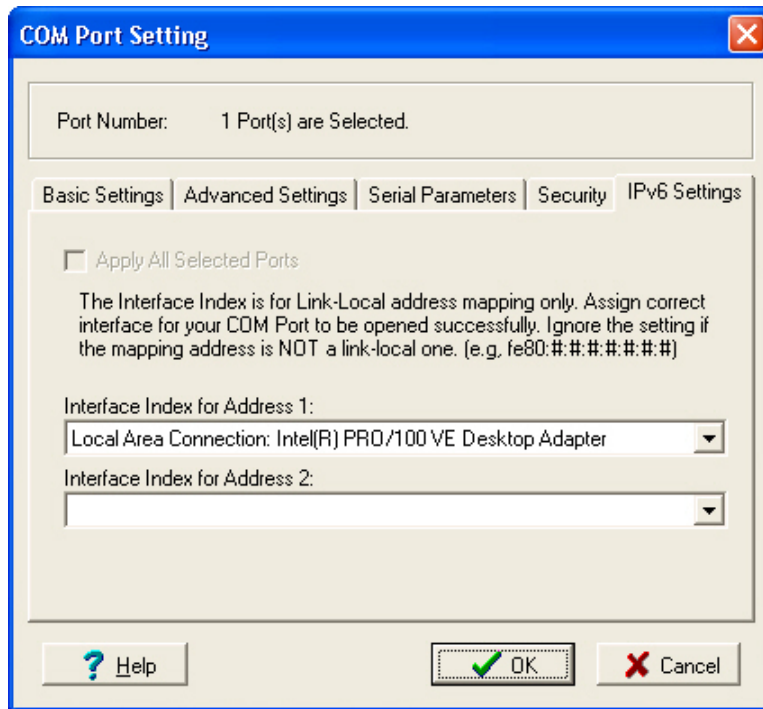 COM Port Setting
Port Number: 1 Port(s) are Selected.
Basic Settings Advanced Settings Serial Parameters Security IPv6 Settings
Apply All Selected Ports
The Interface Index is for Link-Local address mapping only. Assign correct
interface for your COM Port to be opened successfully. Ignore the setting if
the mapping address is NOT a link-local one. (e.g, fe80:#:#:#:#:#:#:#)
Interface Index for Address 1:
Local Area Connection: Intel(R) PRO/100 VE Desktop Adapter
Interface Index for Address 2:
? Help OK Cancel